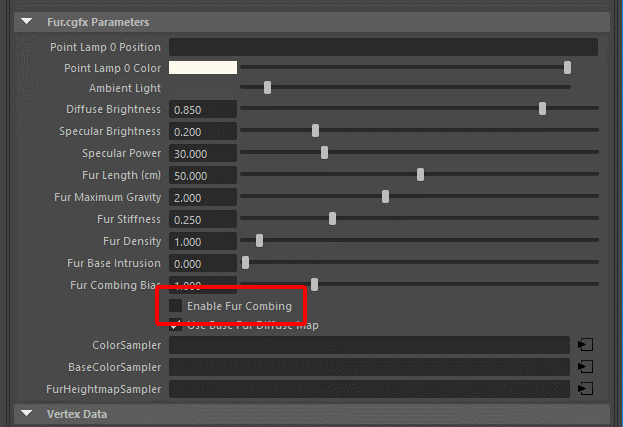 Fur.cgfx Parameters
Point Lamp 0 Position
Point Lamp 0 Color
Ambient Light
Diffuse Brightness 0.850
Specular Brightness 0.200
Specular Power 30.000
Fur Length (cm) 50.000
Fur Maximum Gravity 2.000
Fur Stiffness 0.250
Fur Density 1.000
Fur Base Intrusion 0.000
Fur Combing Bias 1.000
Enable Fur Combing
Use Base Fur Diffuse Map
ColorSampler
BaseColorSampler
FurHeightmapSampler
Vertex Data